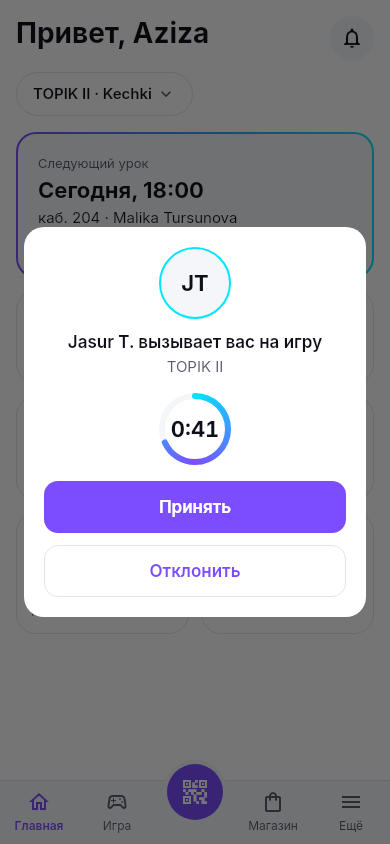 Привет, Aziza
TOPIK II · Kechki
Следующий урок
Сегодня, 18:00
каб. 204 · Malika Tursunova
JT
Jasur T. вызывает вас на игру
TOPIK II
0:41
Принять
Отклонить
Главная
Игра
Магазин
Ещё